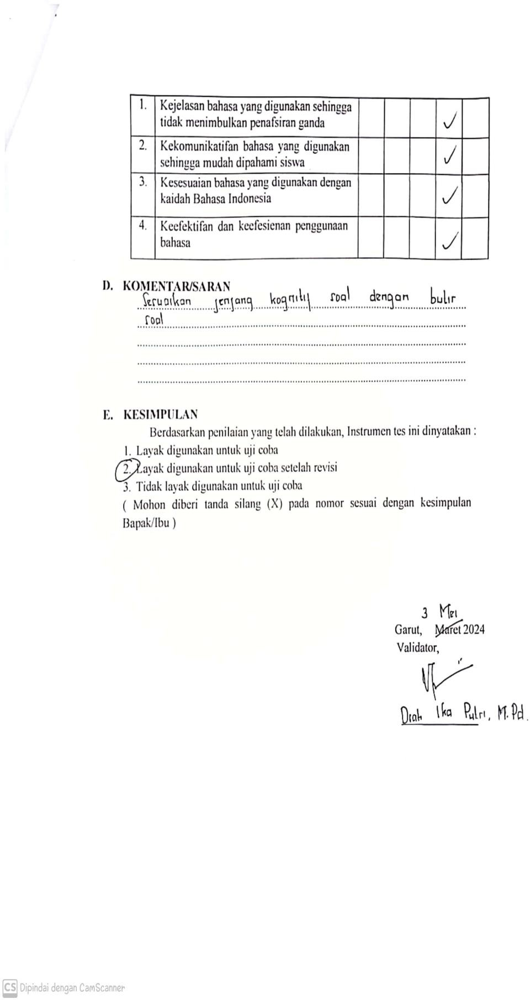 1. Kejelasan bahasa yang digunakan sehingga
tidak menimbulkan penafsiran ganda ✓
2. Kekomunikatifan bahasa yang digunakan
sehingga mudah dipahami siswa ✓
3. Kesesuaian bahasa yang digunakan dengan
kaidah Bahasa Indonesia ✓
4. Keefektifan dan keefesienan penggunaan
bahasa ✓
D. KOMENTAR/SARAN
Sesuaikan jenjang kognitif soal dengan bulir
soal
E. KESIMPULAN
Berdasarkan penilaian yang telah dilakukan, Instrumen tes ini dinyatakan :
1. Layak digunakan untuk uji coba
2. Layak digunakan untuk uji coba setelah revisi
3. Tidak layak digunakan untuk uji coba
( Mohon diberi tanda silang (X) pada nomor sesuai dengan kesimpulan
Bapak/Ibu )
3 Mei
Garut, Maret 2024
Validator,
Diah Ika Putri, M.Pd.
CS Dipindai dengan CamScanner